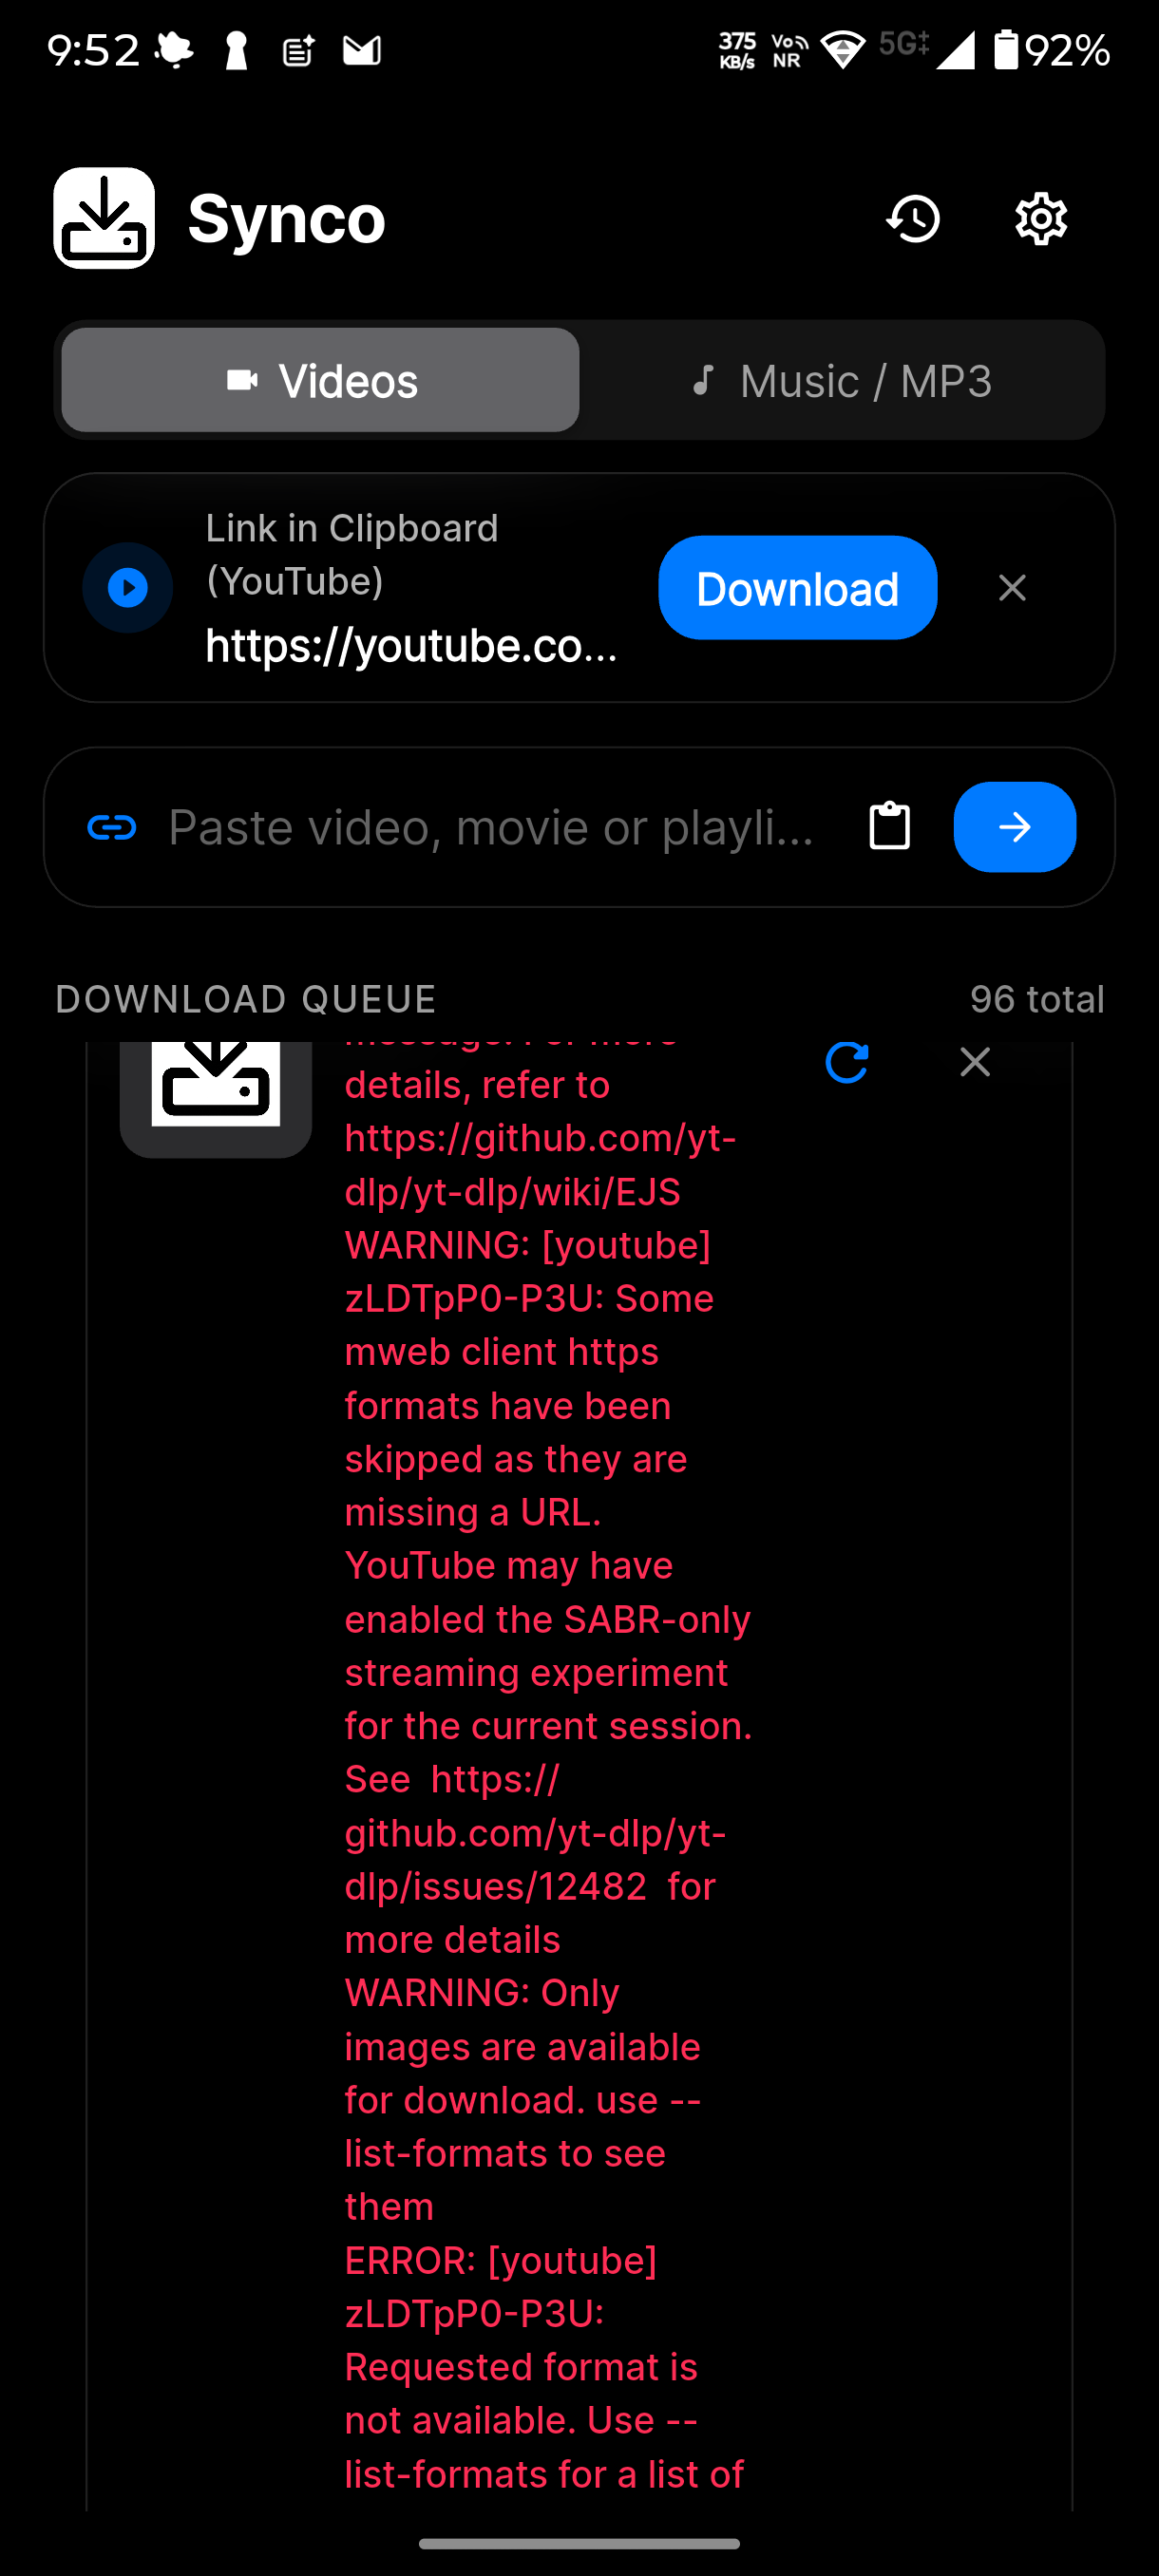 9:52
375 KB/s Vo NR 5G 92%
Synco
Videos
Music / MP3
Link in Clipboard
(YouTube)
https://youtube.co...
Download
Paste video, movie or playli...
DOWNLOAD QUEUE
96 total
message. For more
details, refer to
https://github.com/yt-
dlp/yt-dlp/wiki/EJS
WARNING: [youtube]
zLDTpP0-P3U: Some
mweb client https
formats have been
skipped as they are
missing a URL.
YouTube may have
enabled the SABR-only
streaming experiment
for the current session.
See  https://
github.com/yt-dlp/yt-
dlp/issues/12482  for
more details
WARNING: Only
images are available
for download. use --
list-formats to see
them
ERROR: [youtube]
zLDTpP0-P3U:
Requested format is
not available. Use --
list-formats for a list of